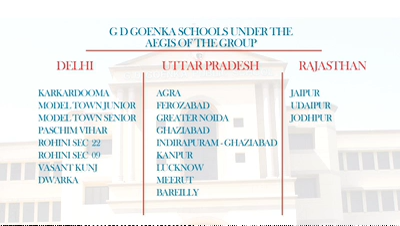 G D GOENKA SCHOOLS UNDER THE
AEGIS OF THE GROUP
DELHI
KARKARDOOMA
MODEL TOWN JUNIOR
MODEL TOWN SENIOR
PASCHIM VIHAR
ROHINI SEC 22
ROHINI SEC 09
VASANT KUNJ
DWARKA
UTTAR PRADESH
AGRA
FEROZABAD
GREATER NOIDA
GHAZIABAD
INDIRAPURAM - GHAZIABAD
KANPUR
LUCKNOW
MEERUT
BAREILLY
RAJASTHAN
JAIPUR
UDAIPUR
JODHPUR